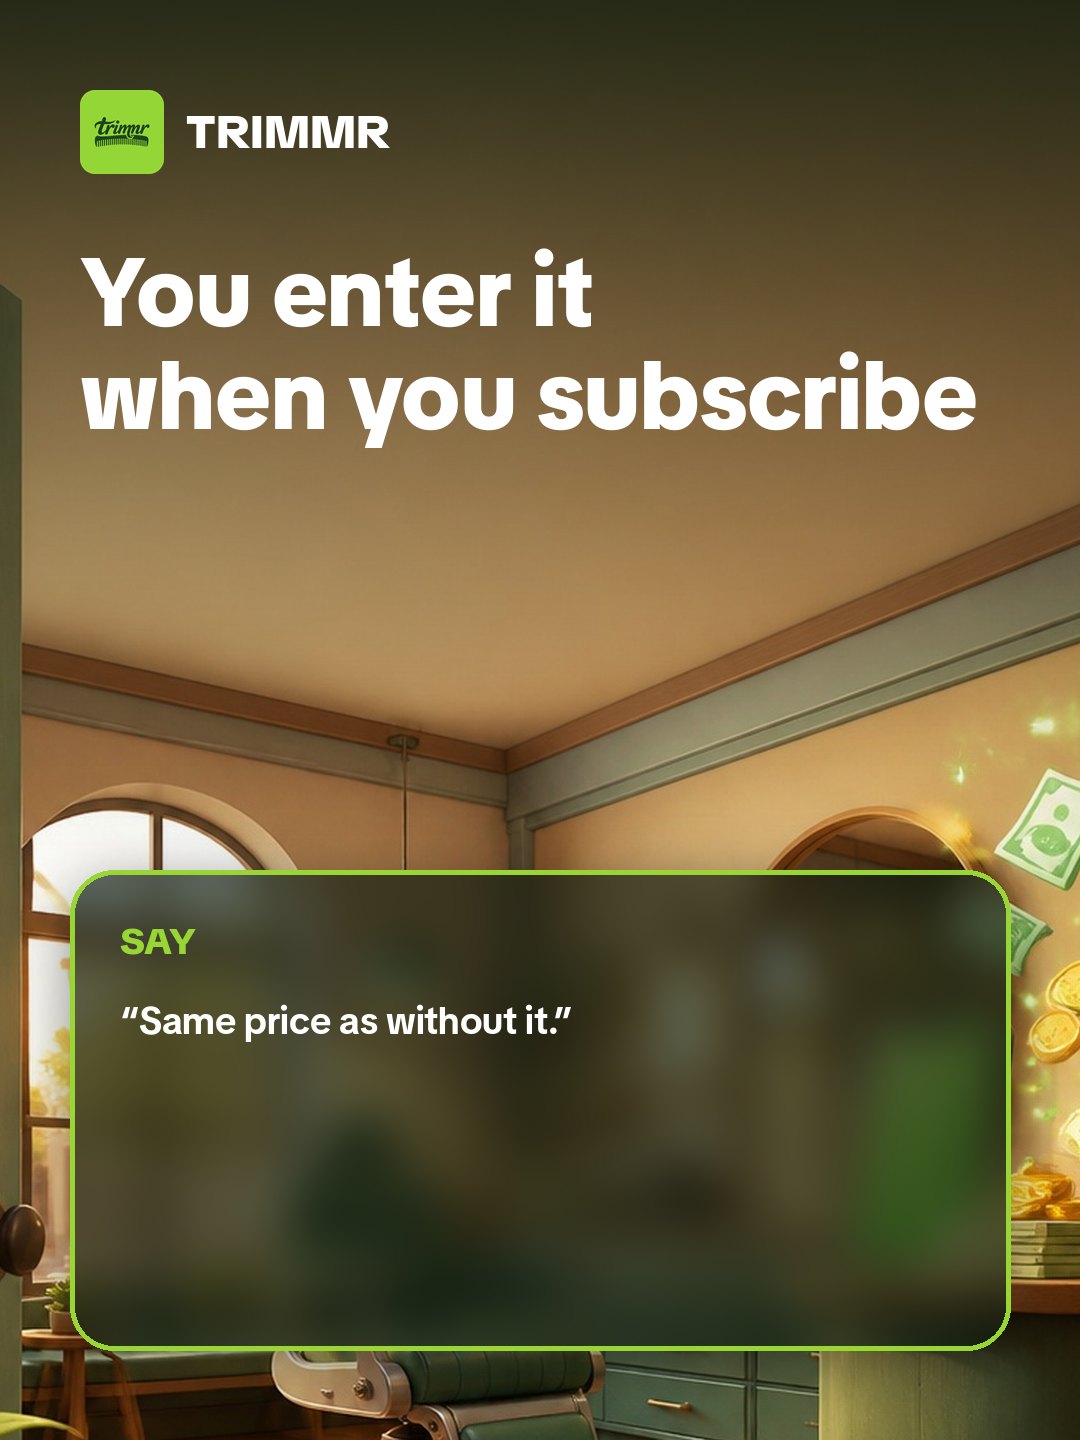 trimmr
TRIMMR
You enter it
when you subscribe
SAY
“Same price as without it.”